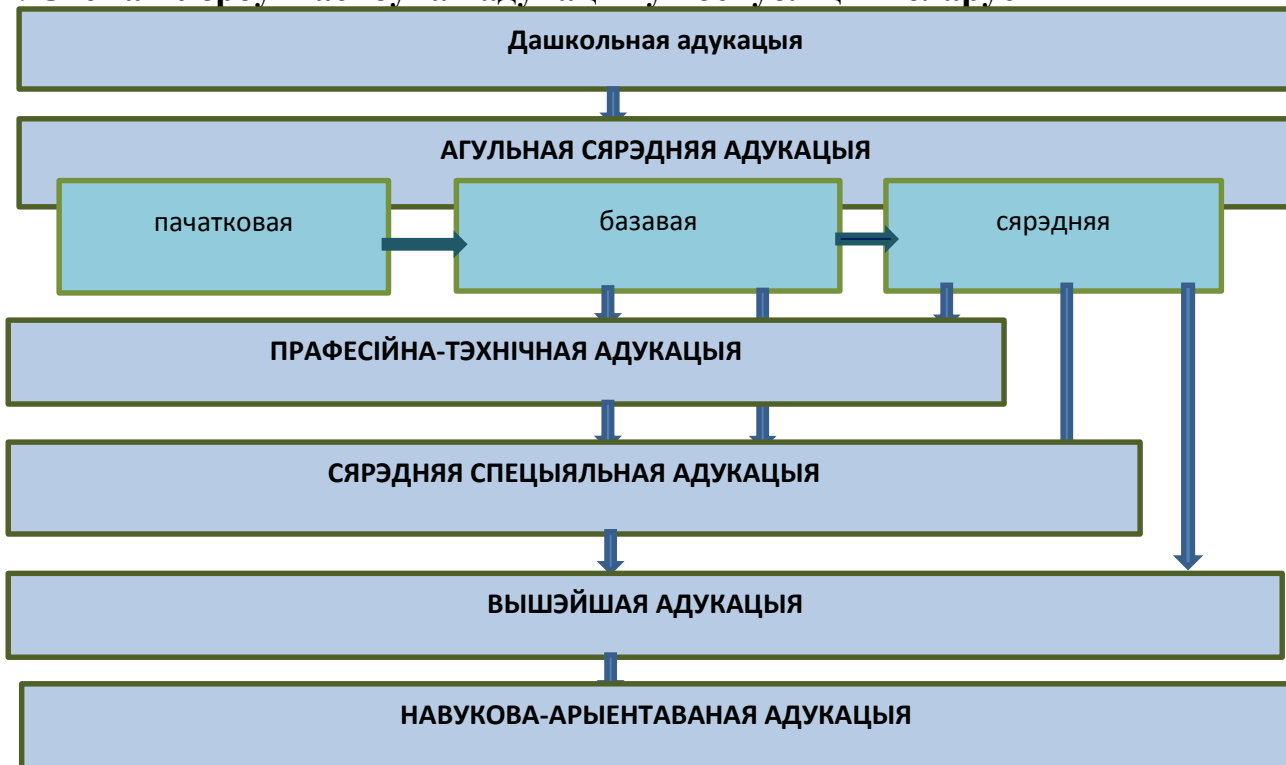 Дашкольная адукацыя
АГУЛЬНАЯ СЯРЭДНЯЯ АДУКАЦЫЯ
пачатковая базавая сярэдняя
ПРАФЕСІЙНА-ТЭХНІЧНАЯ АДУКАЦЫЯ
СЯРЭДНЯЯ СПЕЦЫЯЛЬНАЯ АДУКАЦЫЯ
ВЫШЭЙШАЯ АДУКАЦЫЯ
НАВУКОВА-АРЫЕНТАВАНАЯ АДУКАЦЫЯ